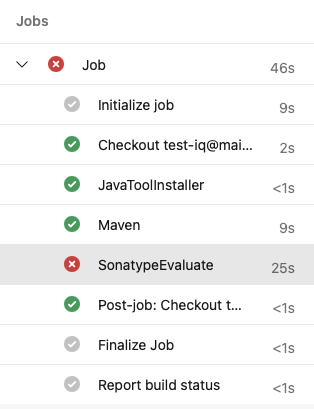 Jobs
Job 46s
Initialize job 9s
Checkout test-iq@mai... 2s
JavaToolInstaller <1s
Maven 9s
SonatypeEvaluate 25s
Post-job: Checkout t... <1s
Finalize Job <1s
Report build status <1s